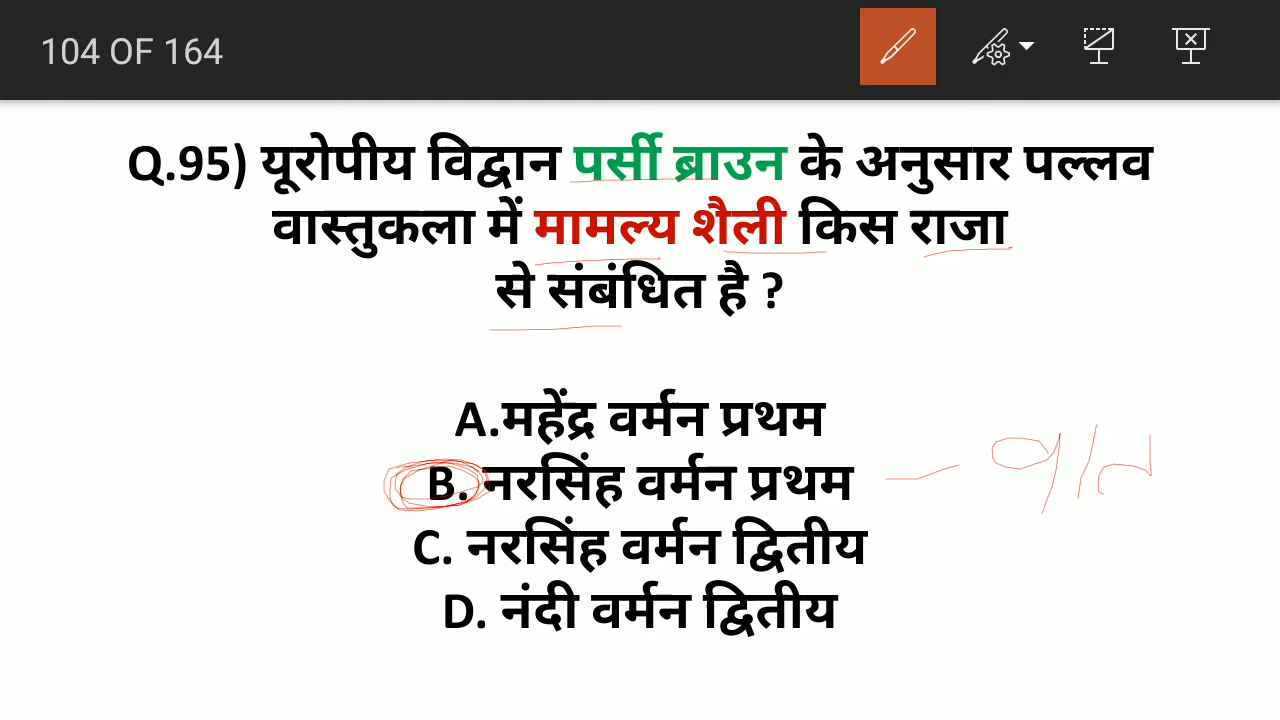 104 OF 164
Q.95) यूरोपीय विद्वान पर्सी ब्राउन के अनुसार पल्लव
वास्तुकला में मामल्य शैली किस राजा
से संबंधित है ?
A.महेंद्र वर्मन प्रथम
B. नरसिंह वर्मन प्रथम
C. नरसिंह वर्मन द्वितीय
D. नंदी वर्मन द्वितीय